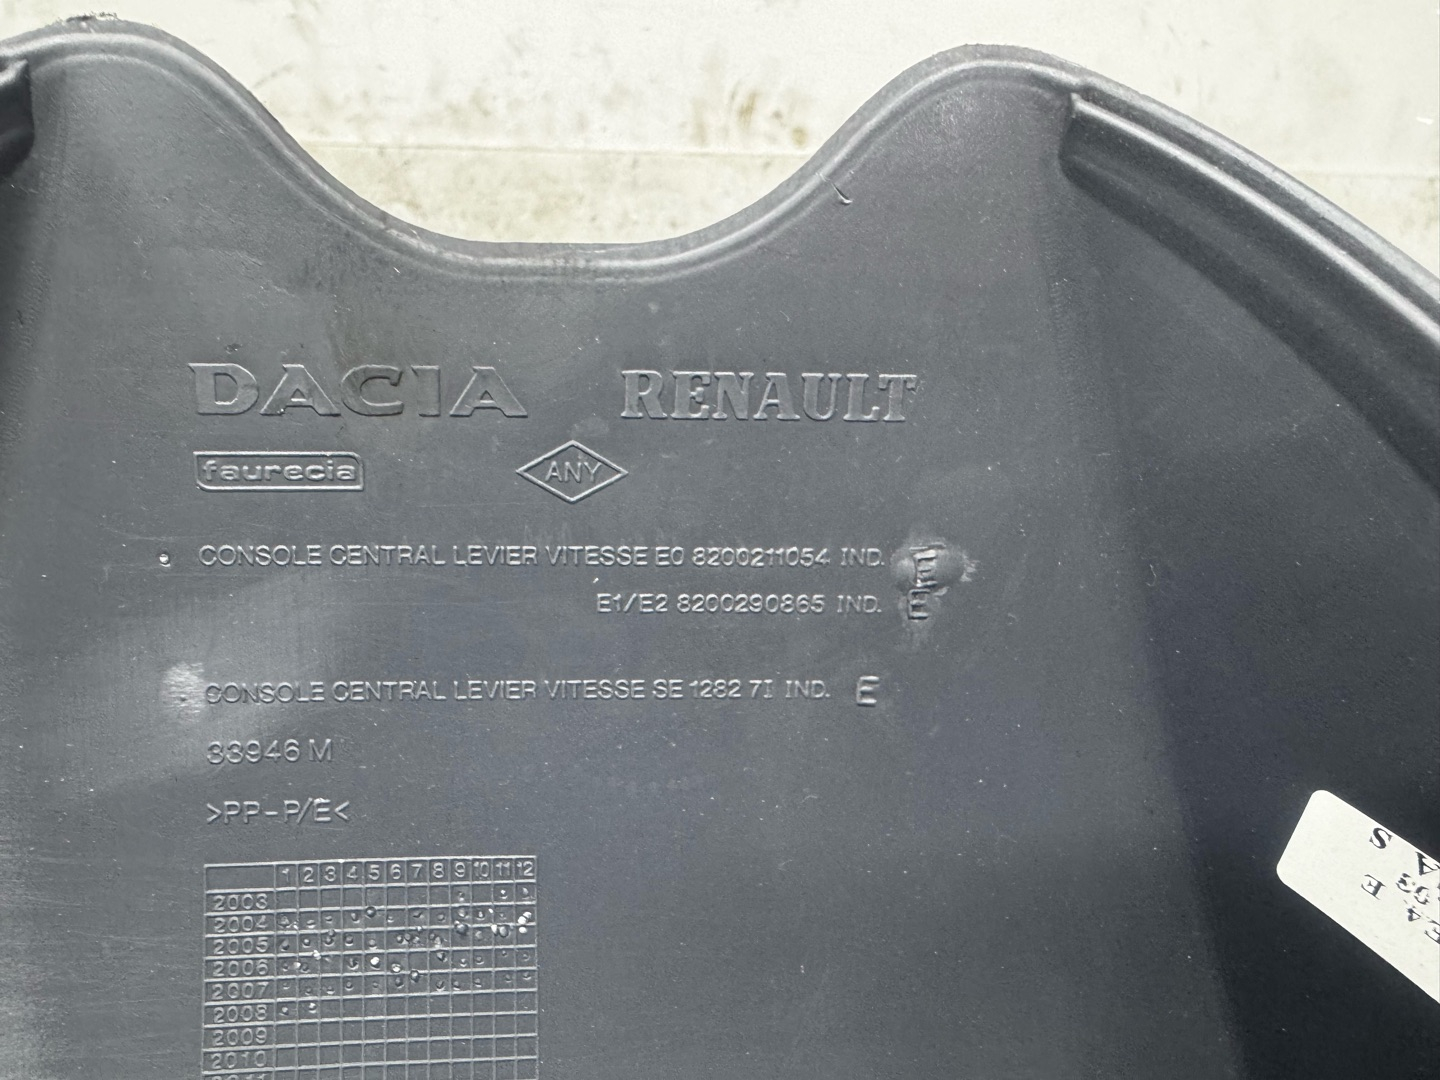 DACIA RENAULT
faurecia ANY
CONSOLE CENTRAL LEVIER VITESSE E0 8200211054 IND. E
E1/E2 8200290865 IND. E
CONSOLE CENTRAL LEVIER VITESSE SE 1282 7I IND. E
33946 M
>PP-P/E<
1 2 3 4 5 6 7 8 9 10 11 12
2003
2004
2005
2006
2007
2008
2009
2010
S
E